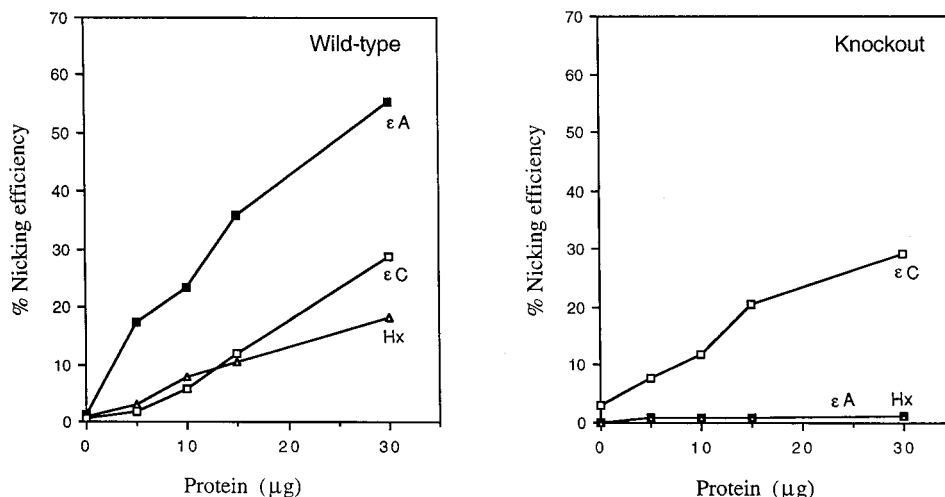 Wild-type
70
60
50
40
30
20
10
0
% Nicking efficiency
εA
εC
Hx
0 10 20 30
Protein (μg)
Knockout
70
60
50
40
30
20
10
0
% Nicking efficiency
εC
εA Hx
0 10 20 30
Protein (μg)